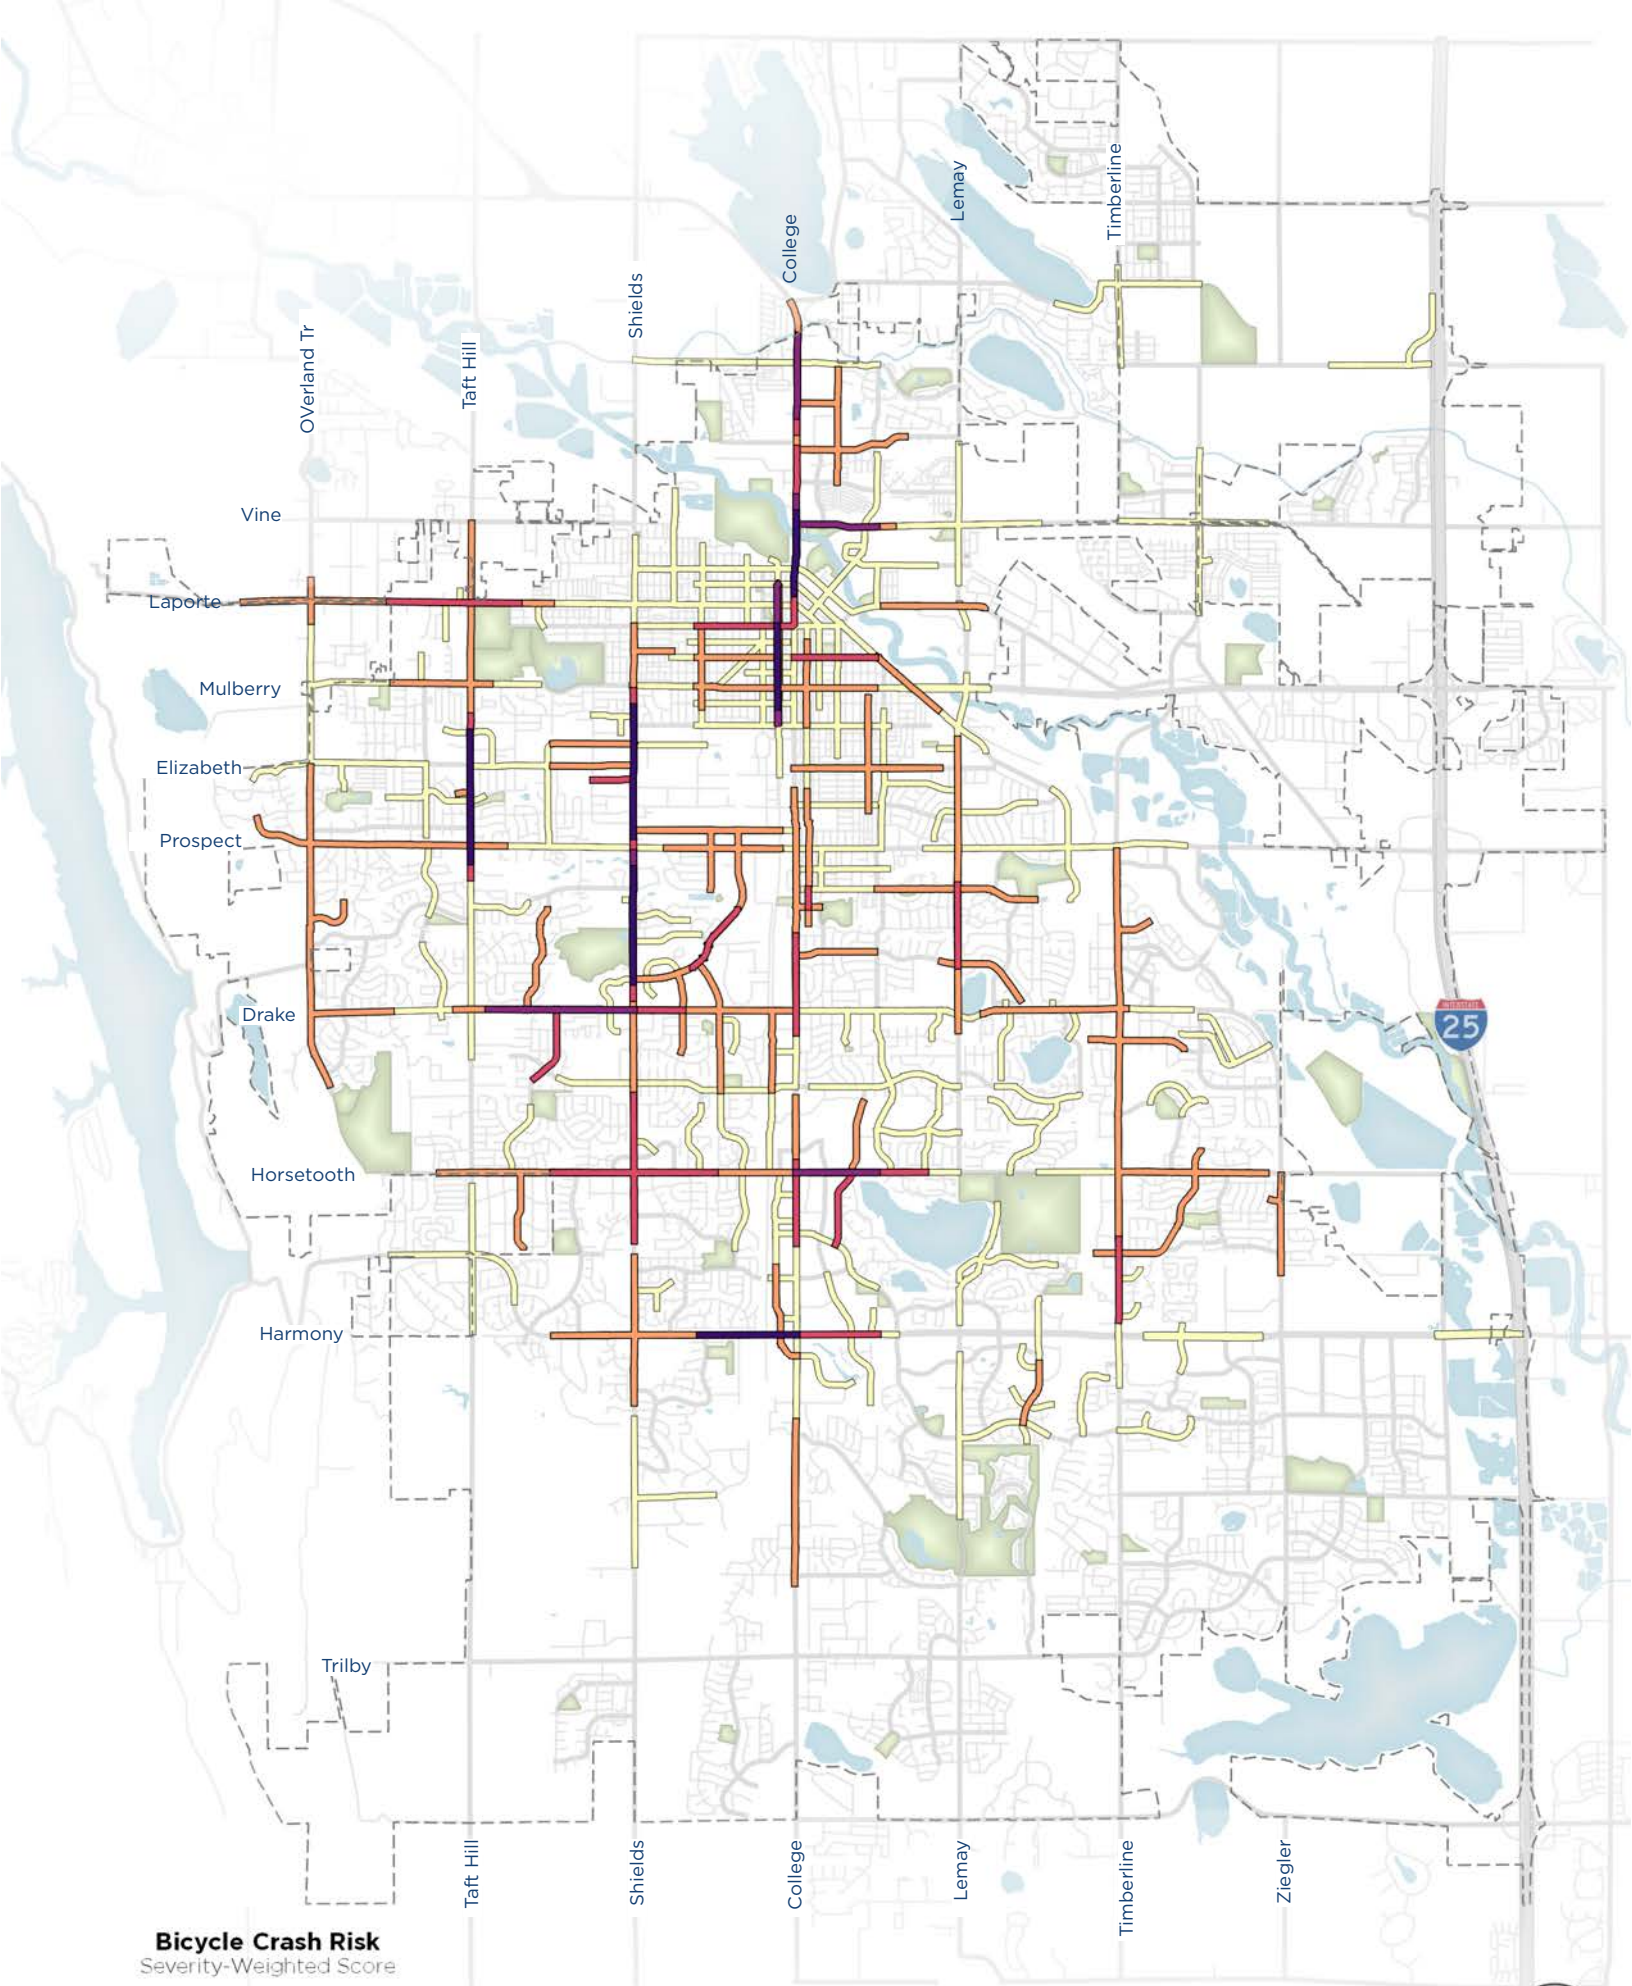 Timberline
Lemay
College
Shields
OVerland Tr
Taft Hill
Vine
Laporte
Mulberry
Elizabeth
Prospect
Drake
INTERSTATE
25
Horsetooth
Harmony
Trilby
Taft Hill
Shields
College
Lemay
Timberline
Ziegler
Bicycle Crash Risk
Severity-Weighted Score